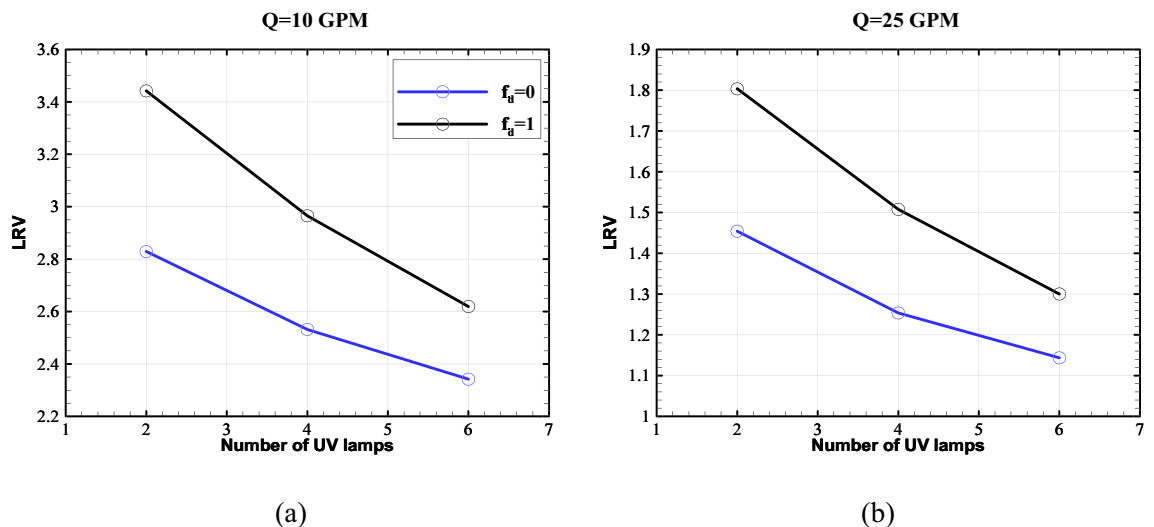 Q=10 GPM
3.6
3.4
3.2
3
2.8
2.6
2.4
2.2
LRV
f_d=0
f_d=1
1 2 3 4 5 6 7
Number of UV lamps
(a)
Q=25 GPM
1.9
1.8
1.7
1.6
1.5
1.4
1.3
1.2
1.1
1
LRV
1 2 3 4 5 6 7
Number of UV lamps
(b)